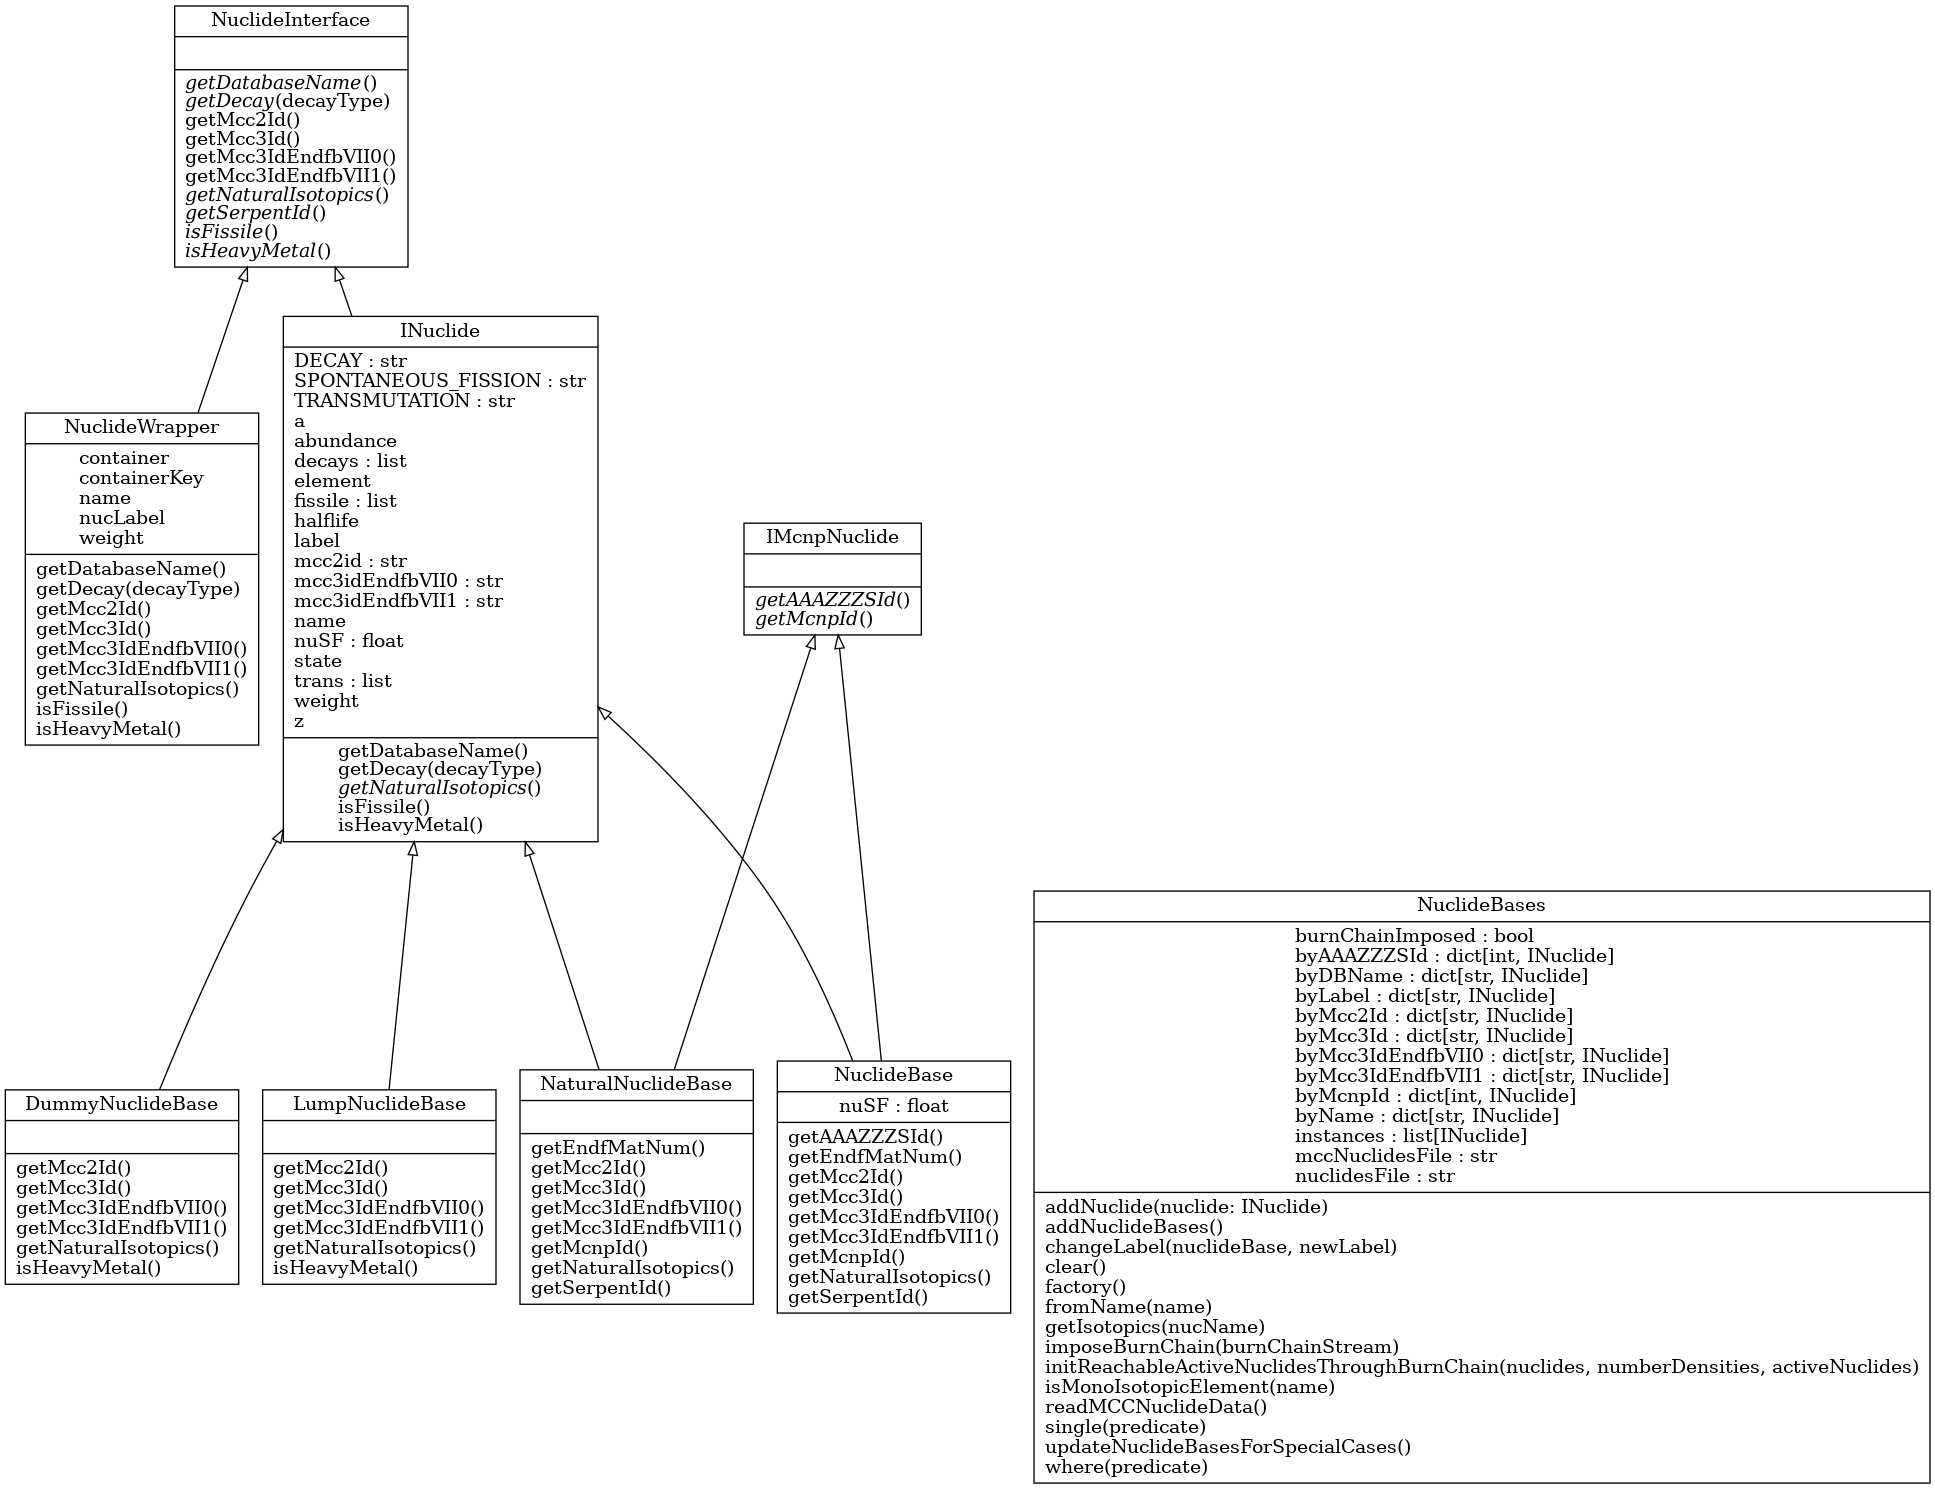 NuclideInterface
getDatabaseName()
getDecay(decayType)
getMcc2Id()
getMcc3Id()
getMcc3IdEndfbVII0()
getMcc3IdEndfbVII1()
getNaturalIsotopics()
getSerpentId()
isFissile()
isHeavyMetal()
NuclideWrapper
container
containerKey
name
nucLabel
weight
getDatabaseName()
getDecay(decayType)
getMcc2Id()
getMcc3Id()
getMcc3IdEndfbVII0()
getMcc3IdEndfbVII1()
getNaturalIsotopics()
isFissile()
isHeavyMetal()
INuclide
DECAY : str
SPONTANEOUS_FISSION : str
TRANSMUTATION : str
a
abundance
decays : list
element
fissile : list
halflife
label
mcc2id : str
mcc3idEndfbVII0 : str
mcc3idEndfbVII1 : str
name
nuSF : float
state
trans : list
weight
z
getDatabaseName()
getDecay(decayType)
getNaturalIsotopics()
isFissile()
isHeavyMetal()
IMcnpNuclide
getAAAZZZSId()
getMcnpId()
DummyNuclideBase
getMcc2Id()
getMcc3Id()
getMcc3IdEndfbVII0()
getMcc3IdEndfbVII1()
getNaturalIsotopics()
isHeavyMetal()
LumpNuclideBase
getMcc2Id()
getMcc3Id()
getMcc3IdEndfbVII0()
getMcc3IdEndfbVII1()
getNaturalIsotopics()
isHeavyMetal()
NaturalNuclideBase
getEndfMatNum()
getMcc2Id()
getMcc3Id()
getMcc3IdEndfbVII0()
getMcc3IdEndfbVII1()
getMcnpId()
getNaturalIsotopics()
getSerpentId()
NuclideBase
nuSF : float
getAAAZZZSId()
getEndfMatNum()
getMcc2Id()
getMcc3Id()
getMcc3IdEndfbVII0()
getMcc3IdEndfbVII1()
getMcnpId()
getNaturalIsotopics()
getSerpentId()
NuclideBases
burnChainImposed : bool
byAAAZZZSId : dict[int, INuclide]
byDBName : dict[str, INuclide]
byLabel : dict[str, INuclide]
byMcc2Id : dict[str, INuclide]
byMcc3Id : dict[str, INuclide]
byMcc3IdEndfbVII0 : dict[str, INuclide]
byMcc3IdEndfbVII1 : dict[str, INuclide]
byMcnpId : dict[int, INuclide]
byName : dict[str, INuclide]
instances : list[INuclide]
mccNuclidesFile : str
nuclidesFile : str
addNuclide(nuclide: INuclide)
addNuclideBases()
changeLabel(nuclideBase, newLabel)
clear()
factory()
fromName(name)
getIsotopics(nucName)
imposeBurnChain(burnChainStream)
initReachableActiveNuclidesThroughBurnChain(nuclides, numberDensities, activeNuclides)
isMonoIsotopicElement(name)
readMCCNuclideData()
single(predicate)
updateNuclideBasesForSpecialCases()
where(predicate)